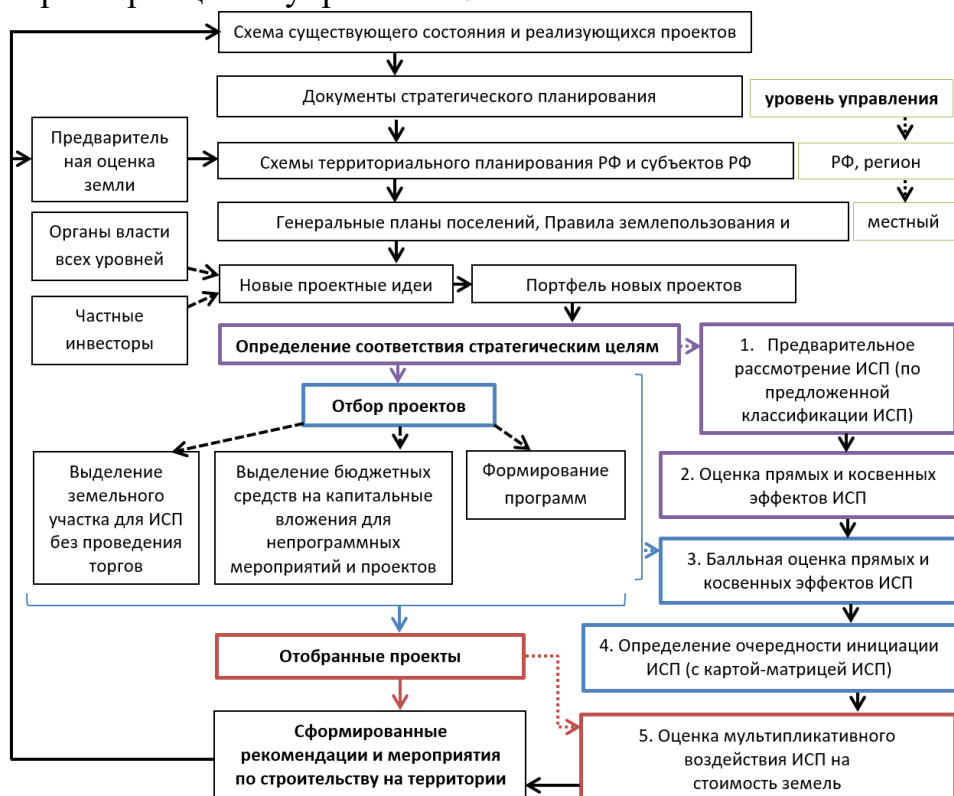 Схема существующего состояния и реализующихся проектов
Документы стратегического планирования
уровень управления
Предваритель
ная оценка
земли
Схемы территориального планирования РФ и субъектов РФ
РФ, регион
Генеральные планы поселений, Правила землепользования и
местный
Органы власти
всех уровней
Новые проектные идеи
Портфель новых проектов
Частные
инвесторы
Определение соответствия стратегическим целям
1. Предварительное
рассмотрение ИСП (по
предложенной
классификации ИСП)
Отбор проектов
Выделение
земельного
участка для ИСП
без проведения
торгов
Выделение бюджетных
средств на капитальные
вложения для
непрограммных
мероприятий и проектов
Формирование
программ
2. Оценка прямых и косвенных
эффектов ИСП
3. Балльная оценка прямых и
косвенных эффектов ИСП
4. Определение очередности инициации
ИСП (с картой-матрицей ИСП)
Отобранные проекты
Сформированные
рекомендации и мероприятия
по строительству на территории
5. Оценка мультипликативного
воздействия ИСП на
стоимость земель